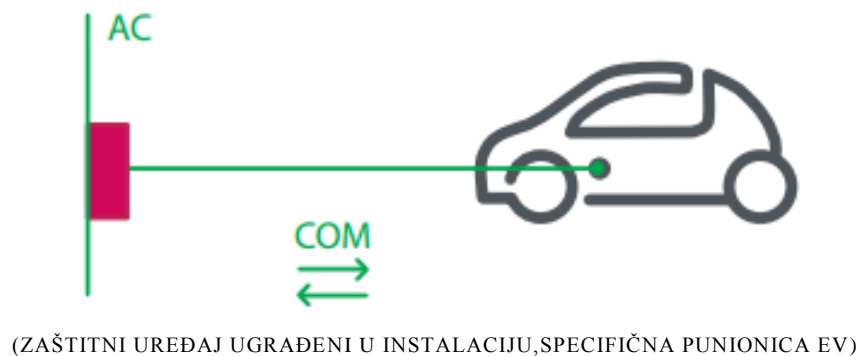 AC
COM
(ZAŠTITNI UREĐAJ UGRAĐENI U INSTALACIJU,SPECIFIČNA PUNIONICA EV)